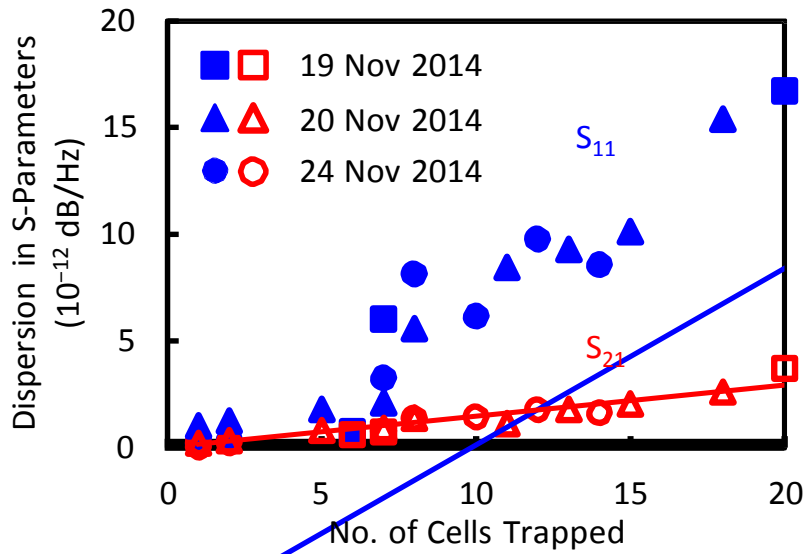 20
15
10
5
0
Dispersion in S-Parameters
(10⁻¹² dB/Hz)
19 Nov 2014
20 Nov 2014
24 Nov 2014
S₁₁
S₂₁
0 5 10 15 20
No. of Cells Trapped